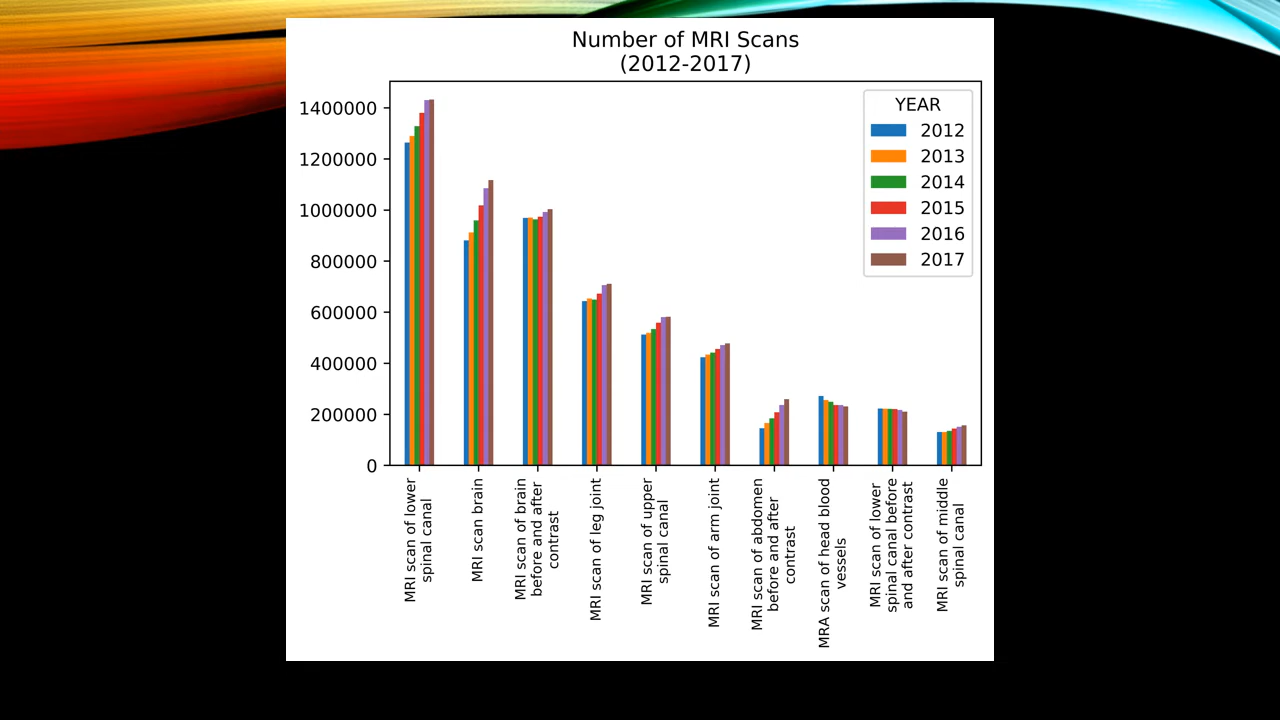 Number of MRI Scans
(2012-2017)
1400000
1200000
1000000
800000
600000
400000
200000
0
YEAR
2012
2013
2014
2015
2016
2017
MRI scan of lower
spinal canal
MRI scan brain
MRI scan of brain
before and after
contrast
MRI scan of leg joint
MRI scan of upper
spinal canal
MRI scan of arm joint
MRI scan of abdomen
before and after
contrast
MRA scan of head blood
vessels
MRI scan of lower
spinal canal before
and after contrast
MRI scan of middle
spinal canal